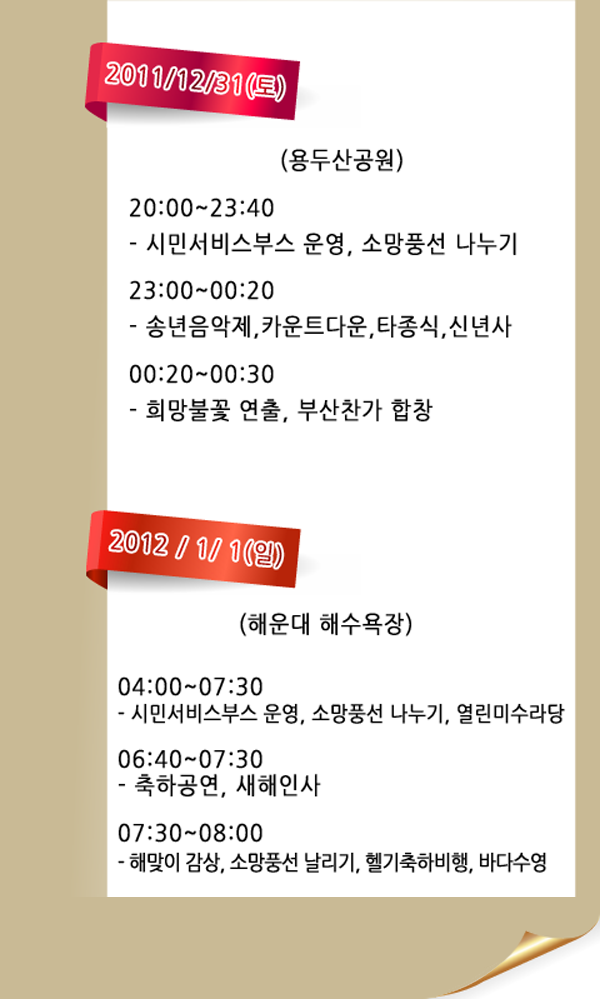 2011/12/31(토)
(용두산공원)
20:00~23:40
- 시민서비스부스 운영, 소망풍선 나누기
23:00~00:20
- 송년음악제,카운트다운,타종식,신년사
00:20~00:30
- 희망불꽃 연출, 부산찬가 합창
2012 / 1/ 1(일)
(해운대 해수욕장)
04:00~07:30
- 시민서비스부스 운영, 소망풍선 나누기, 열린미수라당
06:40~07:30
- 축하공연, 새해인사
07:30~08:00
- 해맞이 감상, 소망풍선 날리기, 헬기축하비행, 바다수영